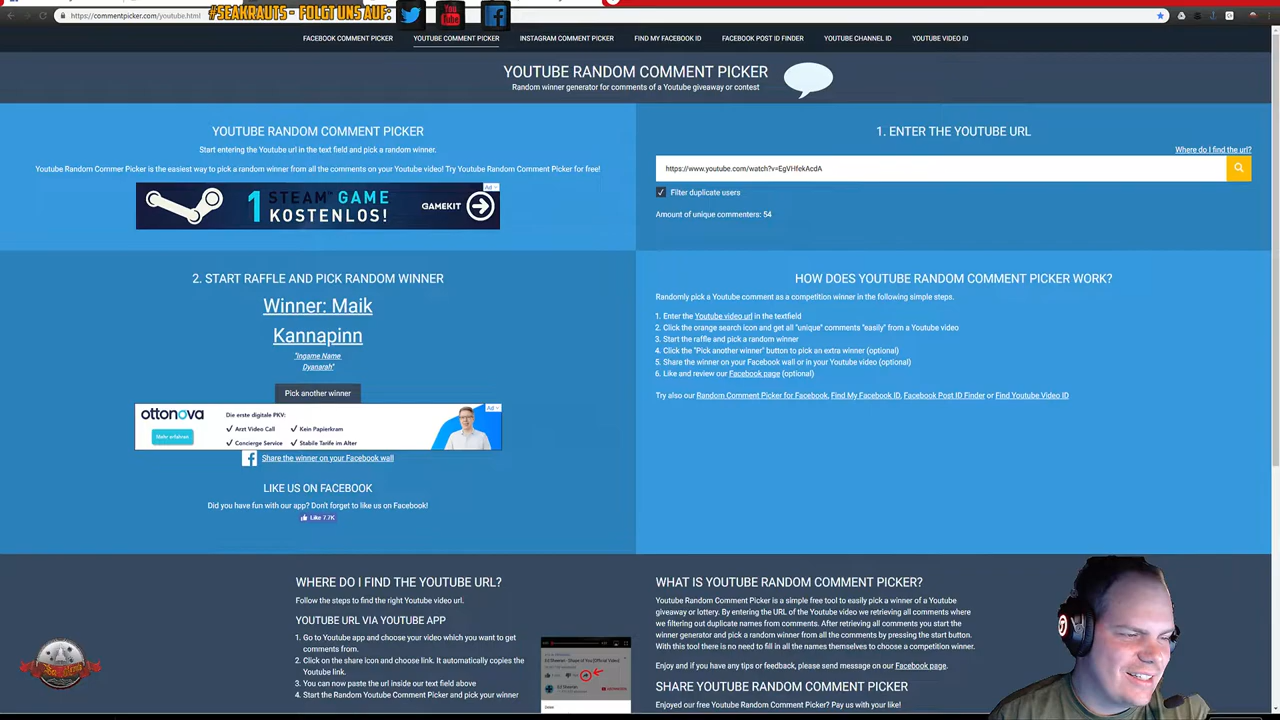 #SEAKRAUTS - FOLGT UNS AUF:
https://commentpicker.com/youtube.html
FACEBOOK COMMENT PICKER
YOUTUBE COMMENT PICKER
INSTAGRAM COMMENT PICKER
FIND MY FACEBOOK ID
FACEBOOK POST ID FINDER
YOUTUBE CHANNEL ID
YOUTUBE VIDEO ID
YOUTUBE RANDOM COMMENT PICKER
Random winner generator for comments of a Youtube giveaway or contest
YOUTUBE RANDOM COMMENT PICKER
Start entering the Youtube url in the text field and pick a random winner.
Youtube Random Commer Picker is the easiest way to pick a random winner from all the comments on your Youtube video! Try Youtube Random Comment Picker for free!
Ad
1 STEAM GAME
KOSTENLOS!
GAMEKIT
1. ENTER THE YOUTUBE URL
Where do I find the url?
https://www.youtube.com/watch?v=EgVHfekAcdA
Filter duplicate users
Amount of unique commenters: 54
2. START RAFFLE AND PICK RANDOM WINNER
Winner: Maik
Kannapinn
"Ingame Name
Dyanarah"
Pick another winner
Ad
ottonova
Die erste digitale PKV:
Arzt Video Call
Kein Papierkram
Concierge Service
Stabile Tarife im Alter
Mehr erfahren
Share the winner on your Facebook wall
LIKE US ON FACEBOOK
Did you have fun with our app? Don't forget to like us on Facebook!
Like 7.7K
HOW DOES YOUTUBE RANDOM COMMENT PICKER WORK?
Randomly pick a Youtube comment as a competition winner in the following simple steps.
1. Enter the Youtube video url in the textfield
2. Click the orange search icon and get all "unique" comments "easily" from a Youtube video
3. Start the raffle and pick a random winner
4. Click the "Pick another winner" button to pick an extra winner (optional)
5. Share the winner on your Facebook wall or in your Youtube video (optional)
6. Like and review our Facebook page (optional)
Try also our Random Comment Picker for Facebook, Find My Facebook ID, Facebook Post ID Finder or Find Youtube Video ID
WHERE DO I FIND THE YOUTUBE URL?
Follow the steps to find the right Youtube video url.
YOUTUBE URL VIA YOUTUBE APP
1. Go to Youtube app and choose your video which you want to get
comments from.
2. Click on the share icon and choose link. It automatically copies the
Youtube link.
3. You can now paste the url inside our text field above
4. Start the Random Youtube Comment Picker and pick your winner
WHAT IS YOUTUBE RANDOM COMMENT PICKER?
Youtube Random Comment Picker is a simple free tool to easily pick a winner of a Youtube
giveaway or lottery. By entering the URL of the Youtube video we retrieving all comments where
we filtering out duplicate names from comments. After retrieving all comments you start the
winner generator and pick a random winner from all the comments by pressing the start button.
With this tool there is no need to fill in all the names themselves to choose a competition winner.
Enjoy and if you have any tips or feedback, please send message on our Facebook page.
SHARE YOUTUBE RANDOM COMMENT PICKER
Enjoyed our free Youtube Random Comment Picker? Pay us with your like!